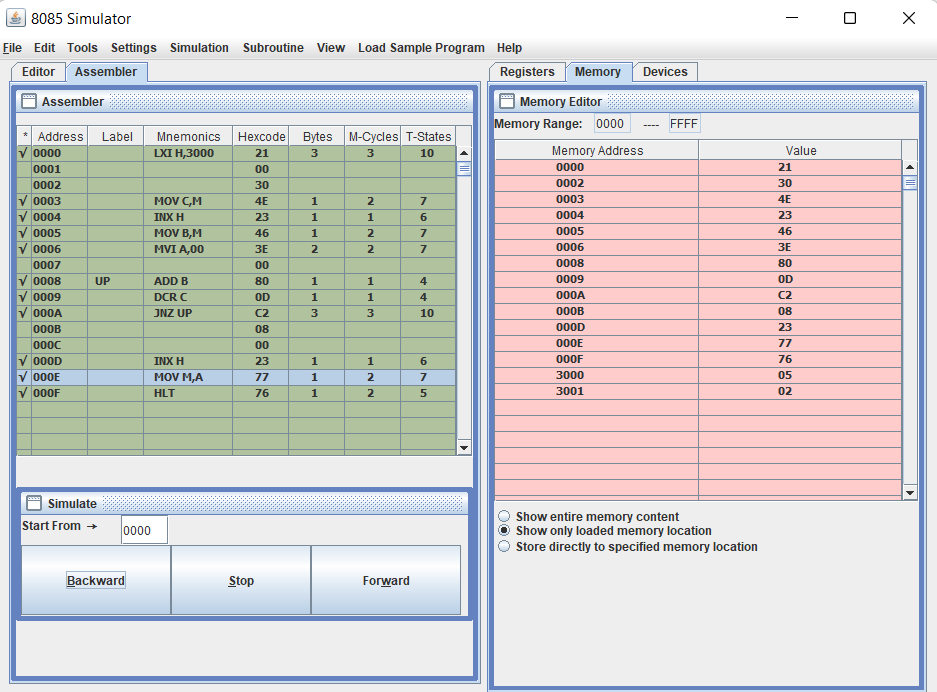 8085 Simulator
File Edit Tools Settings Simulation Subroutine View Load Sample Program Help
Editor Assembler
Assembler
* Address Label Mnemonics Hexcode Bytes M-Cycles T-States
√ 0000 LXI H,3000 21 3 3 10
0001 00
0002 30
√ 0003 MOV C,M 4E 1 2 7
√ 0004 INX H 23 1 1 6
√ 0005 MOV B,M 46 1 2 7
√ 0006 MVI A,00 3E 2 2 7
0007 00
√ 0008 UP ADD B 80 1 1 4
√ 0009 DCR C 0D 1 1 4
√ 000A JNZ UP C2 3 3 10
000B 08
000C 00
√ 000D INX H 23 1 1 6
√ 000E MOV M,A 77 1 2 7
√ 000F HLT 76 1 2 5
Simulate
Start From → 0000
Backward Stop Forward
Registers Memory Devices
Memory Editor
Memory Range: 0000 ---- FFFF
Memory Address Value
0000 21
0002 30
0003 4E
0004 23
0005 46
0006 3E
0008 80
0009 0D
000A C2
000B 08
000D 23
000E 77
000F 76
3000 05
3001 02
Show entire memory content
Show only loaded memory location
Store directly to specified memory location